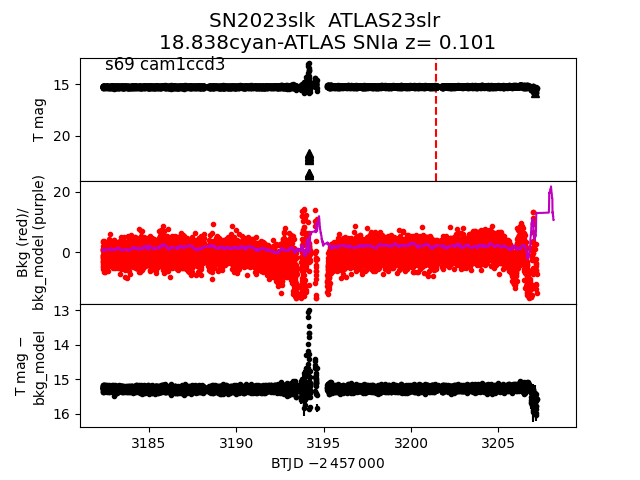 SN2023slk  ATLAS23slr
18.838cyan-ATLAS SNIa z= 0.101
s69 cam1ccd3
T mag
15
20
Bkg (red)/
bkg_model (purple)
20
0
T mag −
bkg_model
13
14
15
16
3185
3190
3195
3200
3205
BTJD −2 457 000